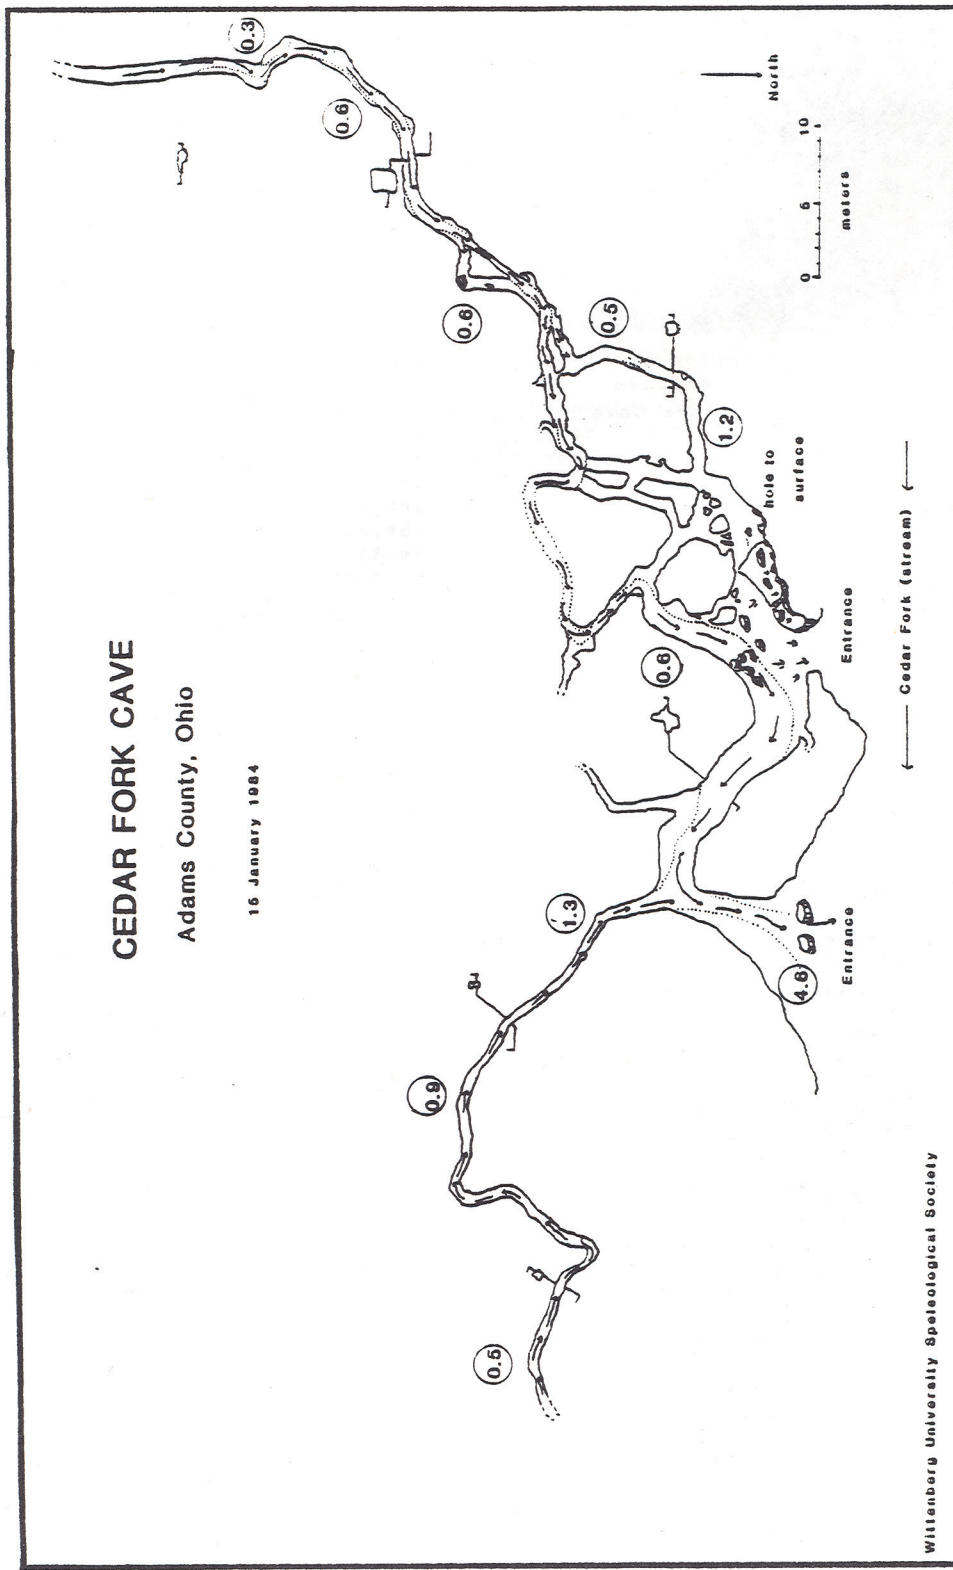 CEDAR FORK CAVE
Adams County, Ohio
15 January 1984
0.5
0.9
1.3
4.6
Entrance
0.6
Entrance
hole to
surface
1.2
0.5
0.6
0.6
0.3
0 5 10
meters
North
← Cedar Fork (stream) ←
Wittenberg University Speleological Society